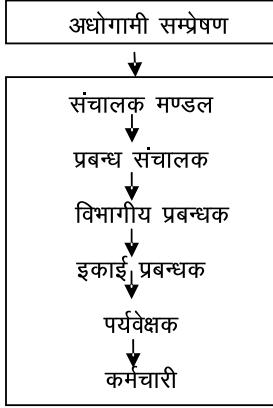 अधोगामी सम्प्रेषण
संचालक मण्डल
प्रबन्ध संचालक
विभागीय प्रबन्धक
इकाई प्रबन्धक
पर्यवेक्षक
कर्मचारी